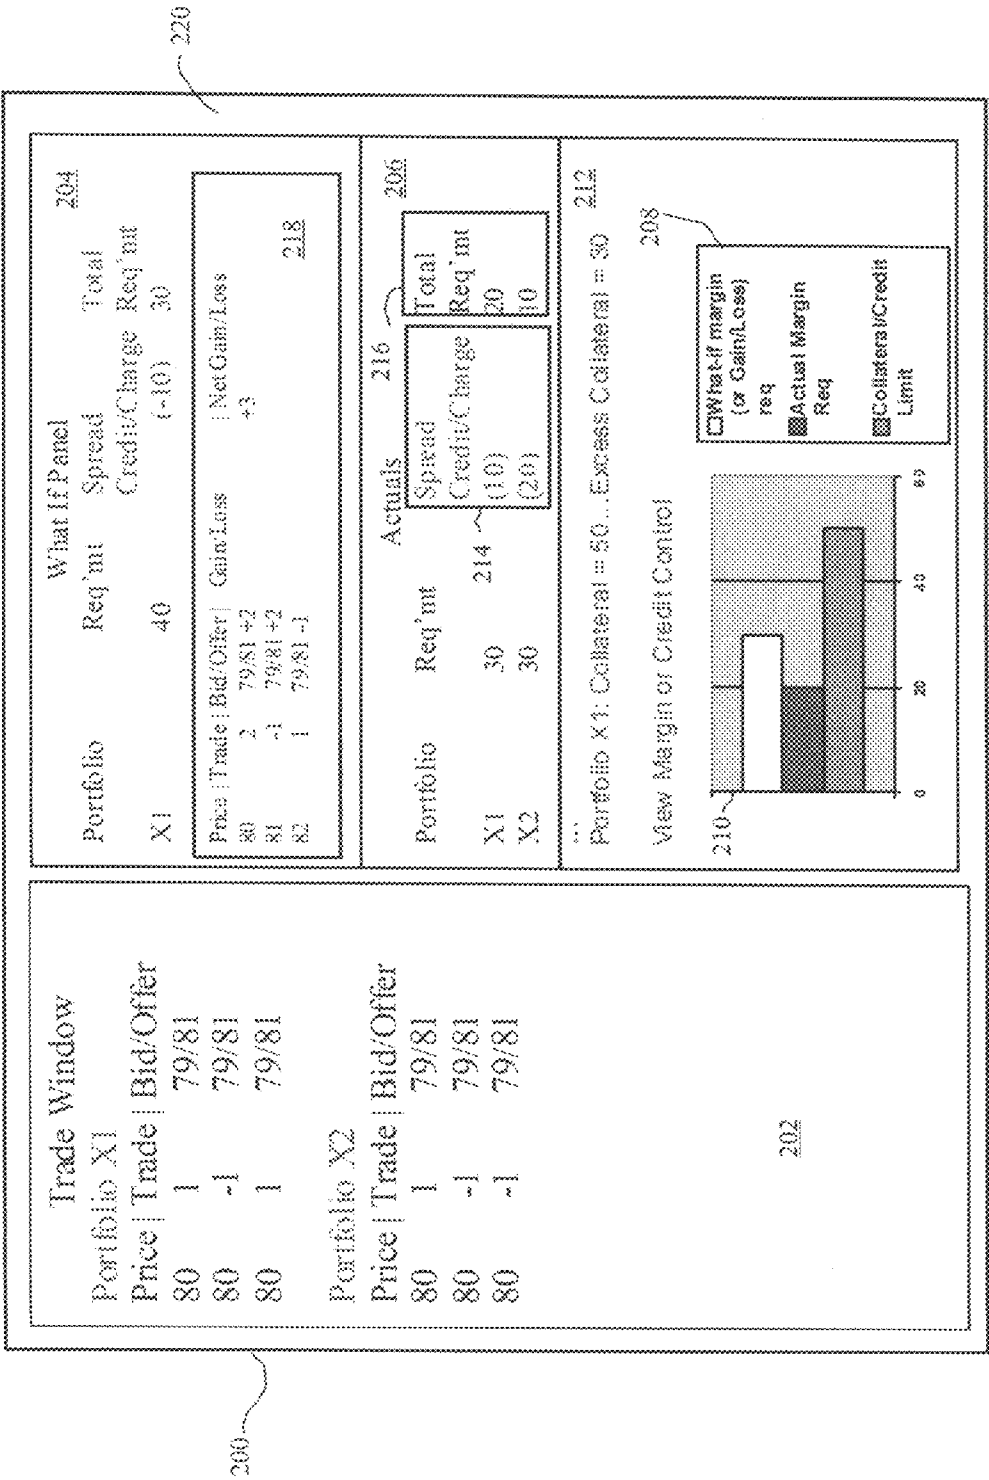 200
220
Trade Window
Portfolio X1
Price | Trade | Bid/Offer
80 1 79/81
80 -1 79/81
80 1 79/81
Portfolio X2
Price | Trade | Bid/Offer
80 1 79/81
80 -1 79/81
80 -1 79/81
202
What If Panel
204
Portfolio Req'mt Spread Total
Credit/Charge Req'mt
X1 40 (-10) 30
Price | Trade | Bid/Offer | Gain/Loss | Net Gain/Loss
80 2 79/81 +2 +3
81 -1 79/81 +2
82 1 79/81 -1
218
Actuals
216
206
Portfolio Req'mt Spread Total
Credit/Charge Req'mt
X1 30 (10) 20
X2 30 (20) 10
214
...
212
Portfolio X1: Collateral = 50...Excess Collateral = 30
View Margin or Credit Control
208
210
What-if margin
(or Gain/Loss)
req
Actual Margin
Req
Collateral/Credit
Limit
0 20 40 60